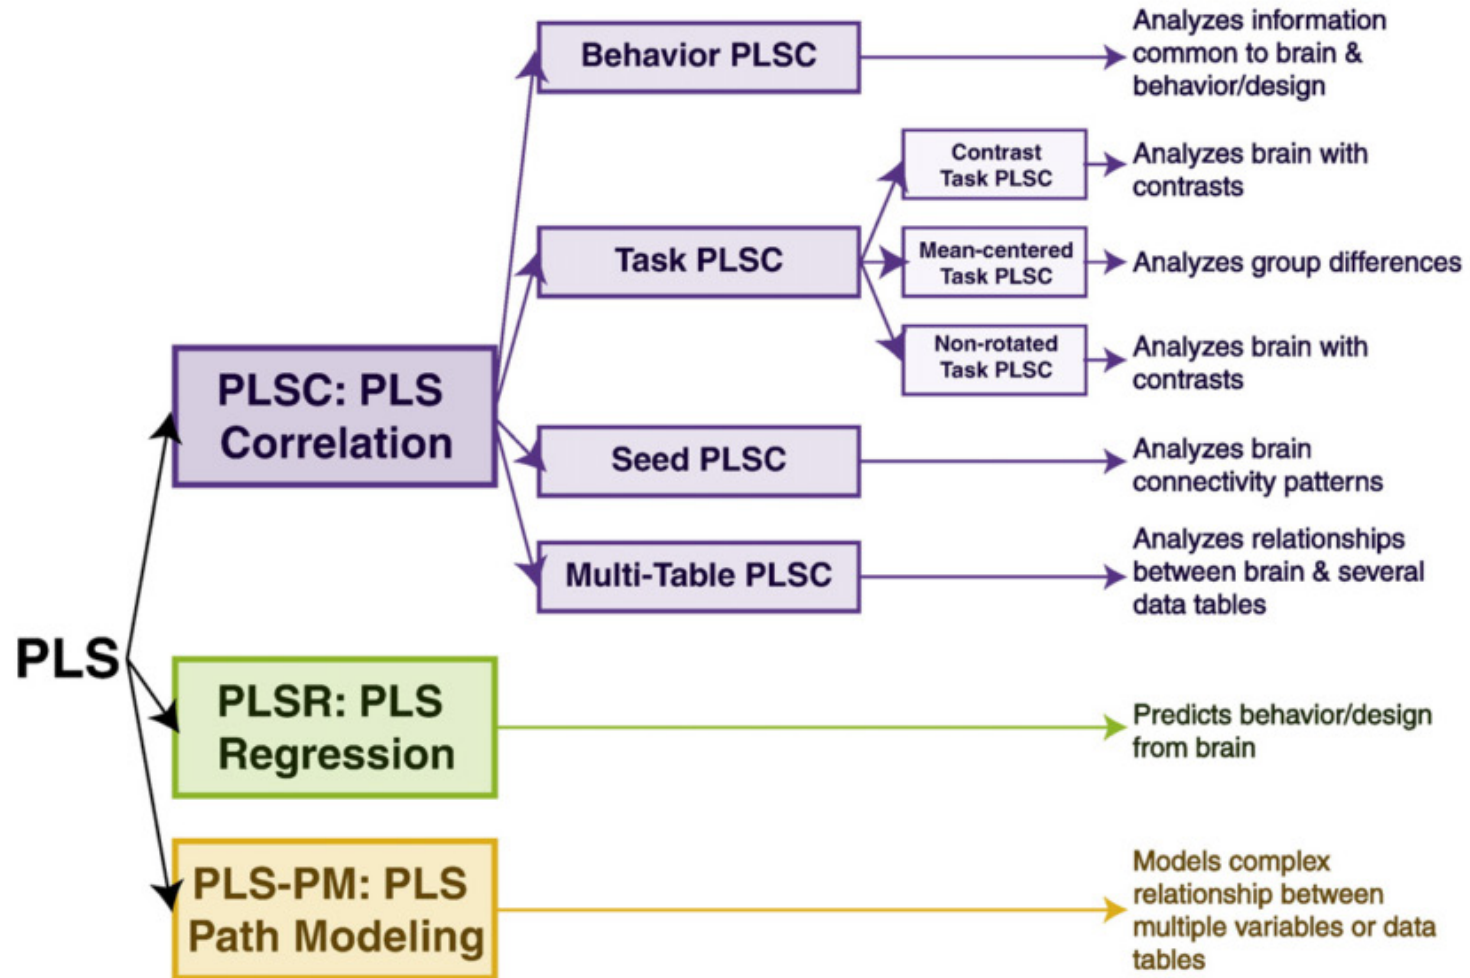 Behavior PLSC
Analyzes information
common to brain &
behavior/design
Contrast
Task PLSC
Analyzes brain with
contrasts
Task PLSC
Mean-centered
Task PLSC
Analyzes group differences
Non-rotated
Task PLSC
Analyzes brain with
contrasts
PLSC: PLS
Correlation
Seed PLSC
Analyzes brain
connectivity patterns
Multi-Table PLSC
Analyzes relationships
between brain & several
data tables
PLS
PLSR: PLS
Regression
Predicts behavior/design
from brain
PLS-PM: PLS
Path Modeling
Models complex
relationship between
multiple variables or data
tables